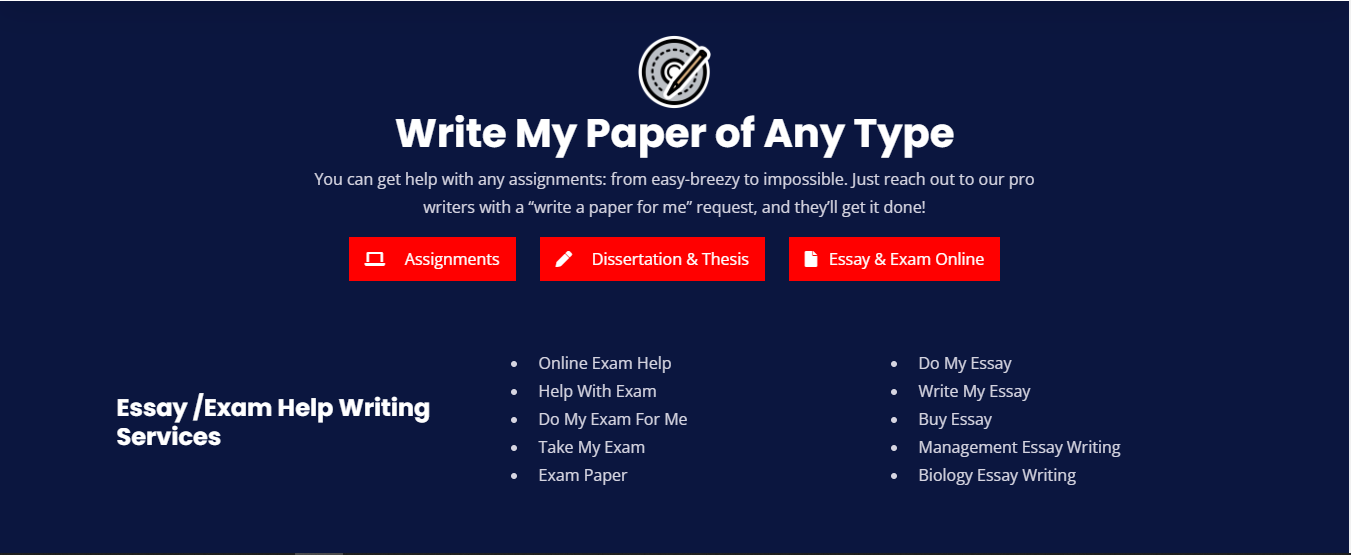 Write My Paper of Any Type
You can get help with any assignments: from easy-breezy to impossible. Just reach out to our pro
writers with a “write a paper for me” request, and they’ll get it done!
Assignments
Dissertation & Thesis
Essay & Exam Online
Essay /Exam Help Writing
Services
Online Exam Help
Help With Exam
Do My Exam For Me
Take My Exam
Exam Paper
Do My Essay
Write My Essay
Buy Essay
Management Essay Writing
Biology Essay Writing